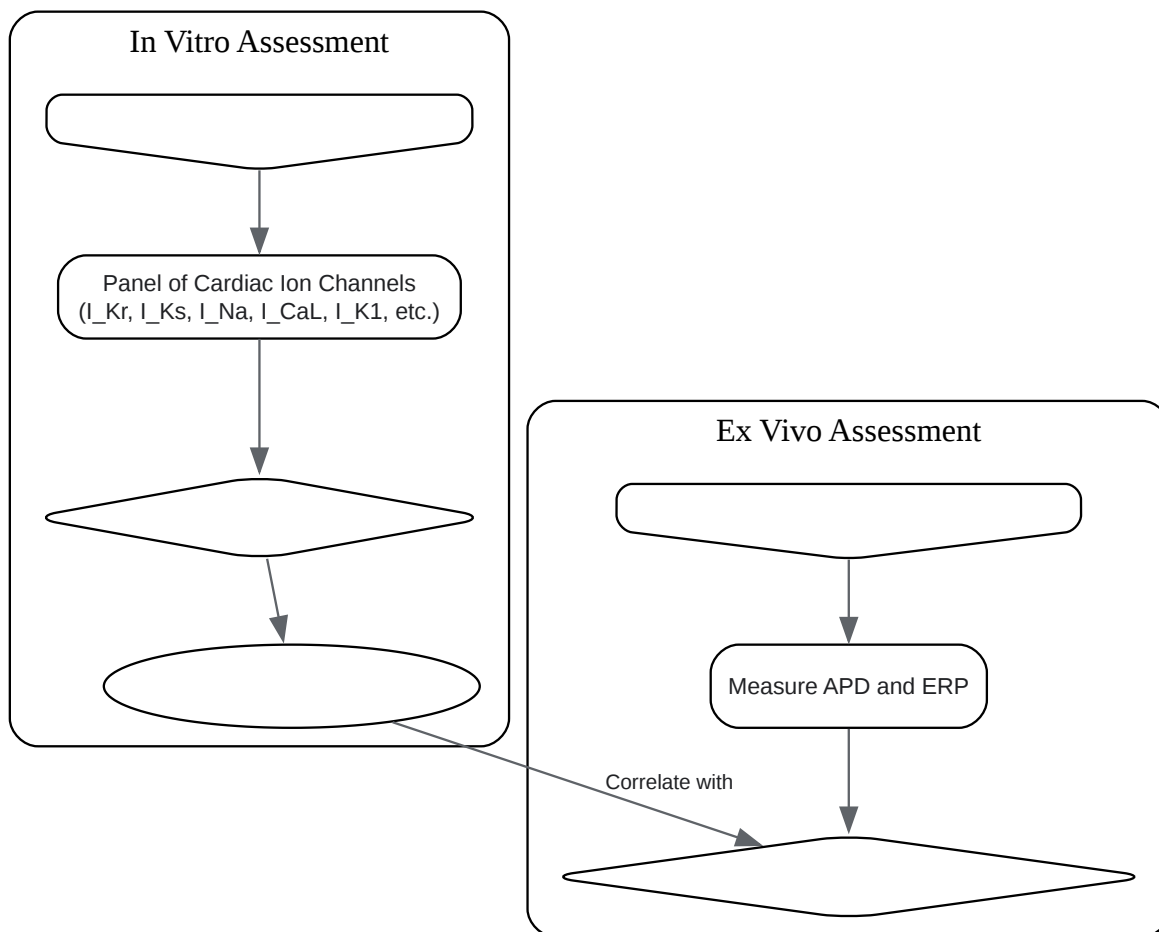 In Vitro Assessment
Panel of Cardiac Ion Channels
(I_Kr, I_Ks, I_Na, I_CaL, I_K1, etc.)
Ex Vivo Assessment
Measure APD and ERP
Correlate with